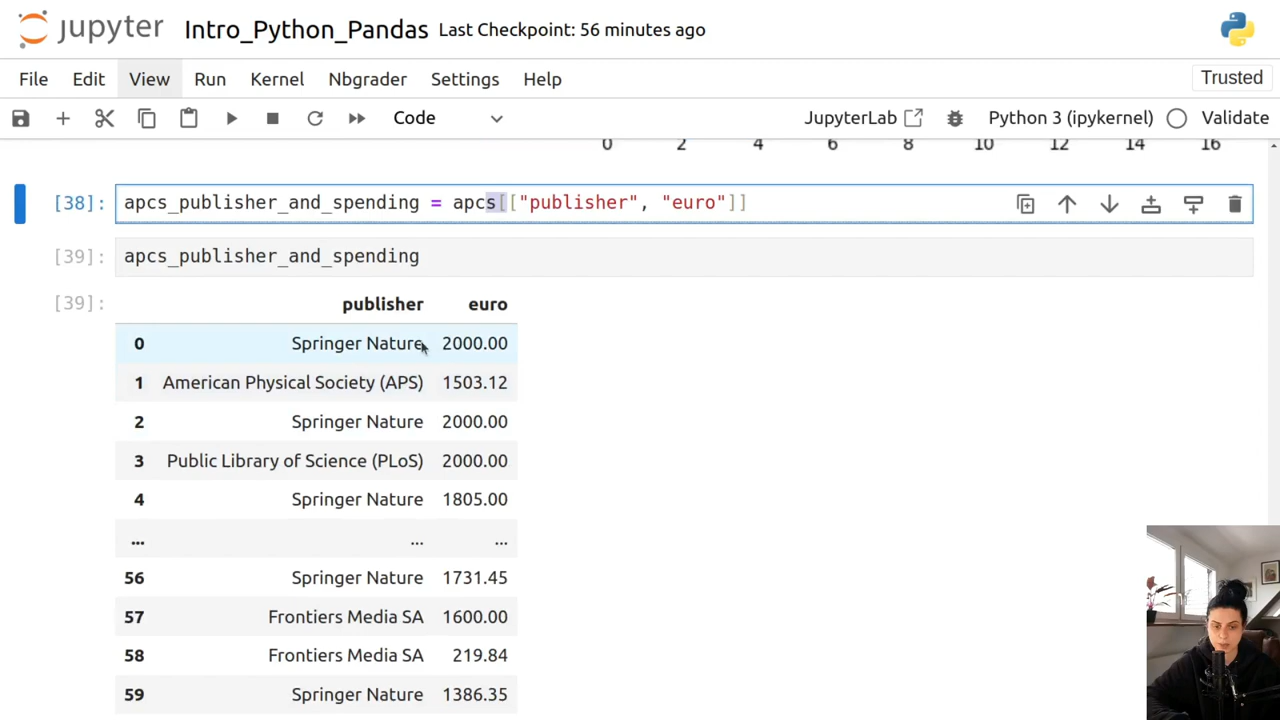 jupyter Intro_Python_Pandas Last Checkpoint: 56 minutes ago
File Edit View Run Kernel Nbgrader Settings Help Trusted
Code JupyterLab Python 3 (ipykernel) Validate
0 2 4 6 8 10 12 14 16
[38]: apcs_publisher_and_spending = apcs[["publisher", "euro"]]
[39]: apcs_publisher_and_spending
[39]: publisher euro
0 Springer Nature 2000.00
1 American Physical Society (APS) 1503.12
2 Springer Nature 2000.00
3 Public Library of Science (PLoS) 2000.00
4 Springer Nature 1805.00
... ... ...
56 Springer Nature 1731.45
57 Frontiers Media SA 1600.00
58 Frontiers Media SA 219.84
59 Springer Nature 1386.35